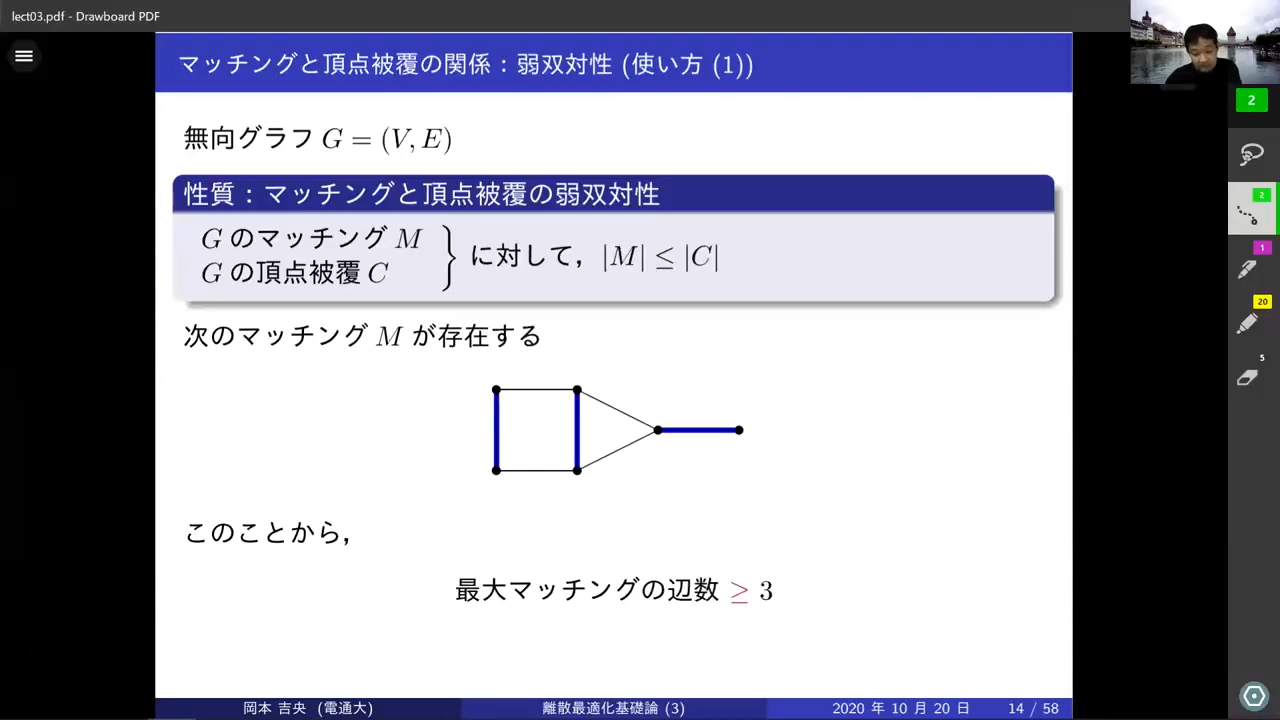 lect03.pdf - Drawboard PDF
マッチングと頂点被覆の関係：弱双対性 (使い方 (1))
2
無向グラフ G = (V, E)
性質：マッチングと頂点被覆の弱双対性
G のマッチング M
G の頂点被覆 C
} に対して，|M| ≤ |C|
2
1
20
5
次のマッチング M が存在する
このことから，
最大マッチングの辺数 ≥ 3
岡本 吉央 (電通大) 離散最適化基礎論 (3) 2020 年 10 月 20 日 14 / 58